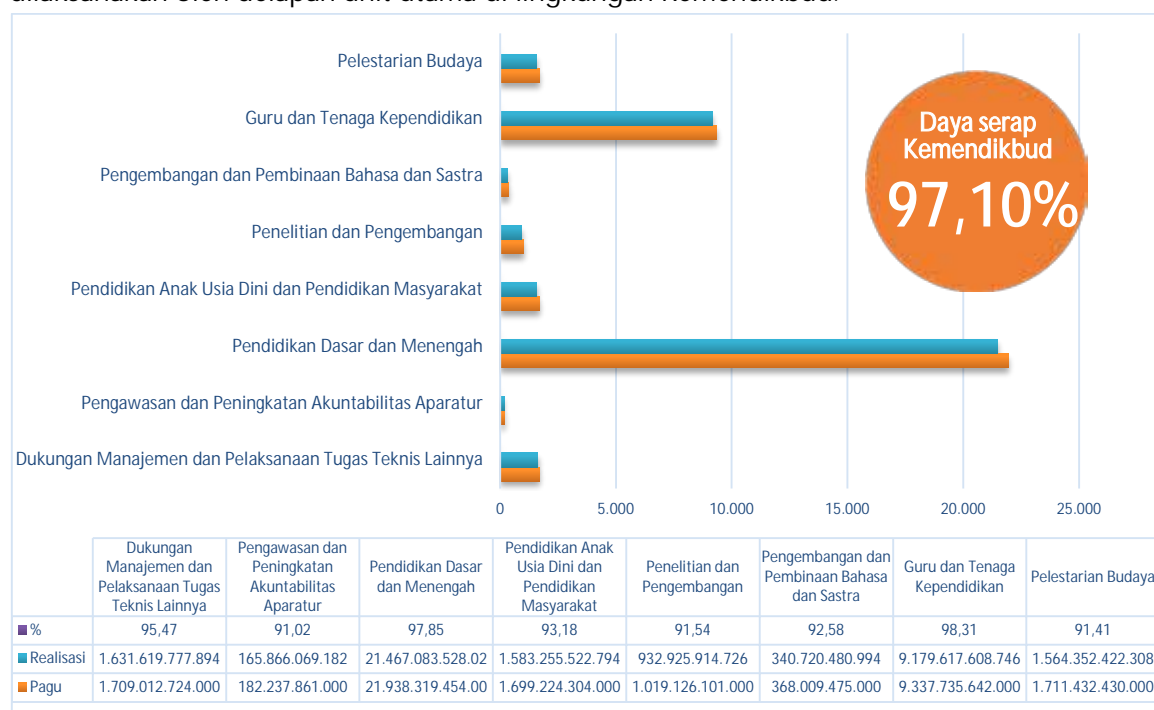 Pelestarian Budaya
Guru dan Tenaga Kependidikan
Pengembangan dan Pembinaan Bahasa dan Sastra
Penelitian dan Pengembangan
Pendidikan Anak Usia Dini dan Pendidikan Masyarakat
Pendidikan Dasar dan Menengah
Pengawasan dan Peningkatan Akuntabilitas Aparatur
Dukungan Manajemen dan Pelaksanaan Tugas Teknis Lainnya
Daya serap
Kemendikbud
97,10%
0 5.000 10.000 15.000 20.000 25.000
Dukungan
Manajemen dan
Pelaksanaan Tugas
Teknis Lainnya
Pengawasan dan
Peningkatan
Akuntabilitas
Aparatur
Pendidikan Dasar
dan Menengah
Pendidikan Anak
Usia Dini dan
Pendidikan
Masyarakat
Penelitian dan
Pengembangan
Pengembangan dan
Pembinaan Bahasa
dan Sastra
Guru dan Tenaga
Kependidikan
Pelestarian Budaya
% 95,47 91,02 97,85 93,18 91,54 92,58 98,31 91,41
Realisasi 1.631.619.777.894 165.866.069.182 21.467.083.528.02 1.583.255.522.794 932.925.914.726 340.720.480.994 9.179.617.608.746 1.564.352.422.308
Pagu 1.709.012.724.000 182.237.861.000 21.938.319.454.00 1.699.224.304.000 1.019.126.101.000 368.009.475.000 9.337.735.642.000 1.711.432.430.000